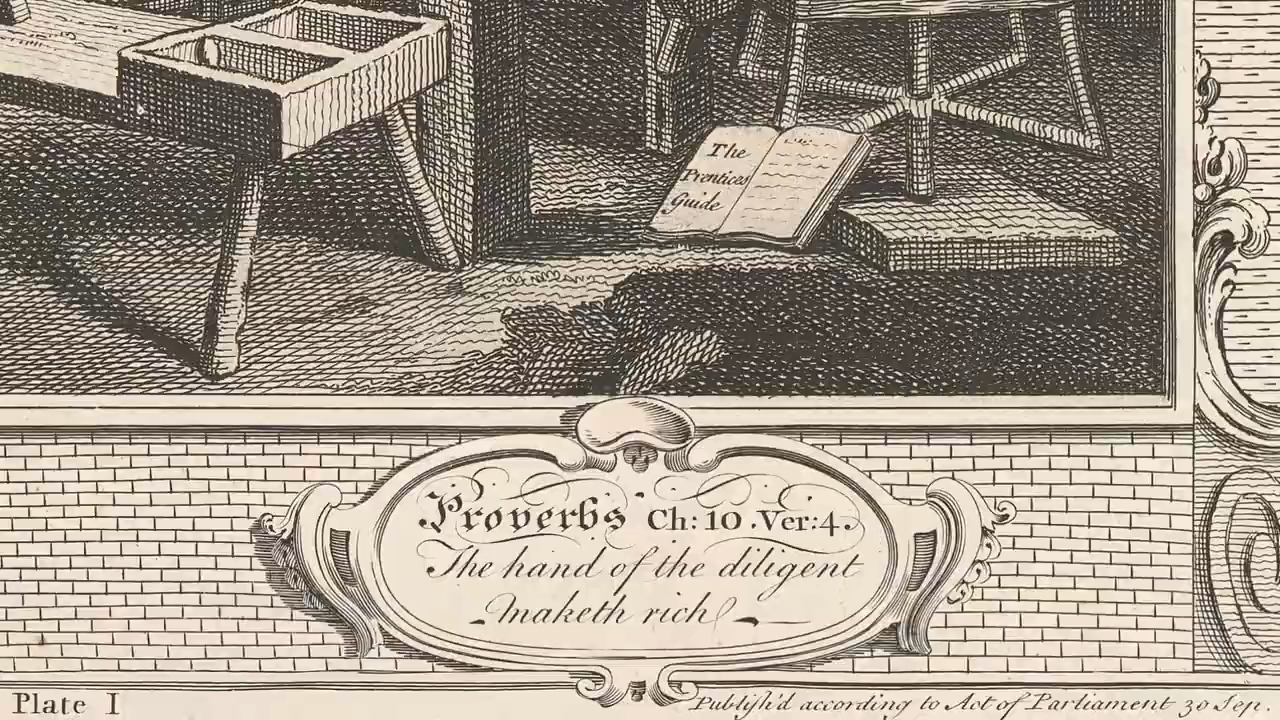 The
Prentices
Guide
Proverbs Ch: 10 .Ver: 4.
The hand of the diligent
maketh rich
Plate I
Publish'd according to Act of Parliament 30 Sep.